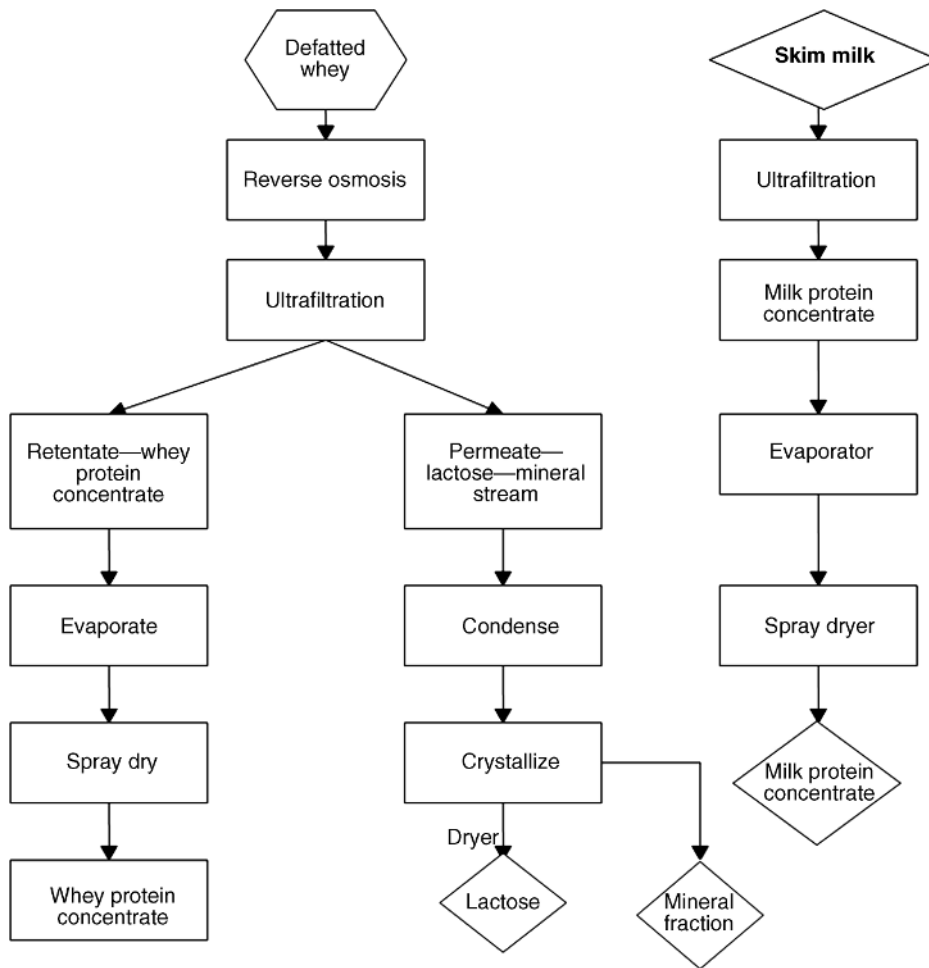 Defatted
whey
Skim milk
Reverse osmosis
Ultrafiltration
Ultrafiltration
Milk protein
concentrate
Retentate—whey
protein
concentrate
Permeate—
lactose—mineral
stream
Evaporator
Evaporate
Condense
Spray dryer
Spray dry
Crystallize
Milk protein
concentrate
Dryer
Whey protein
concentrate
Lactose
Mineral
fraction